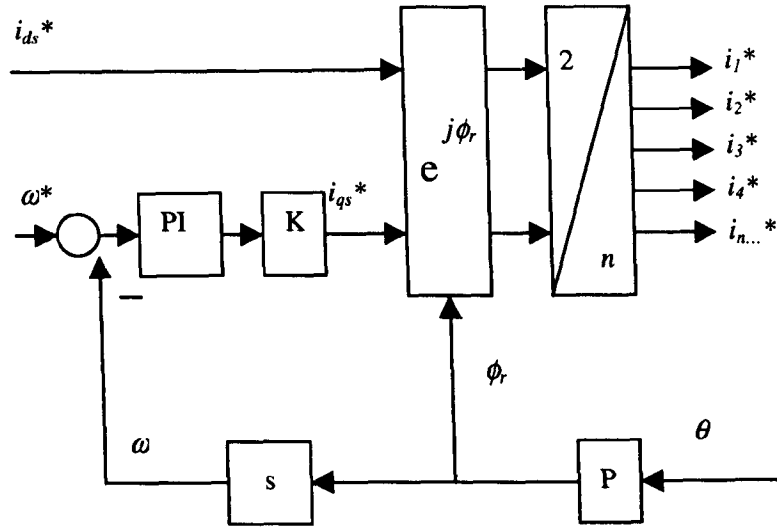 i_ds*
i_1*
2
i_2*
e^jϕ_r
i_3*
ω*
PI
K
i_qs*
i_4*
i_n...*
n
−
ϕ_r
ω
θ
s
P